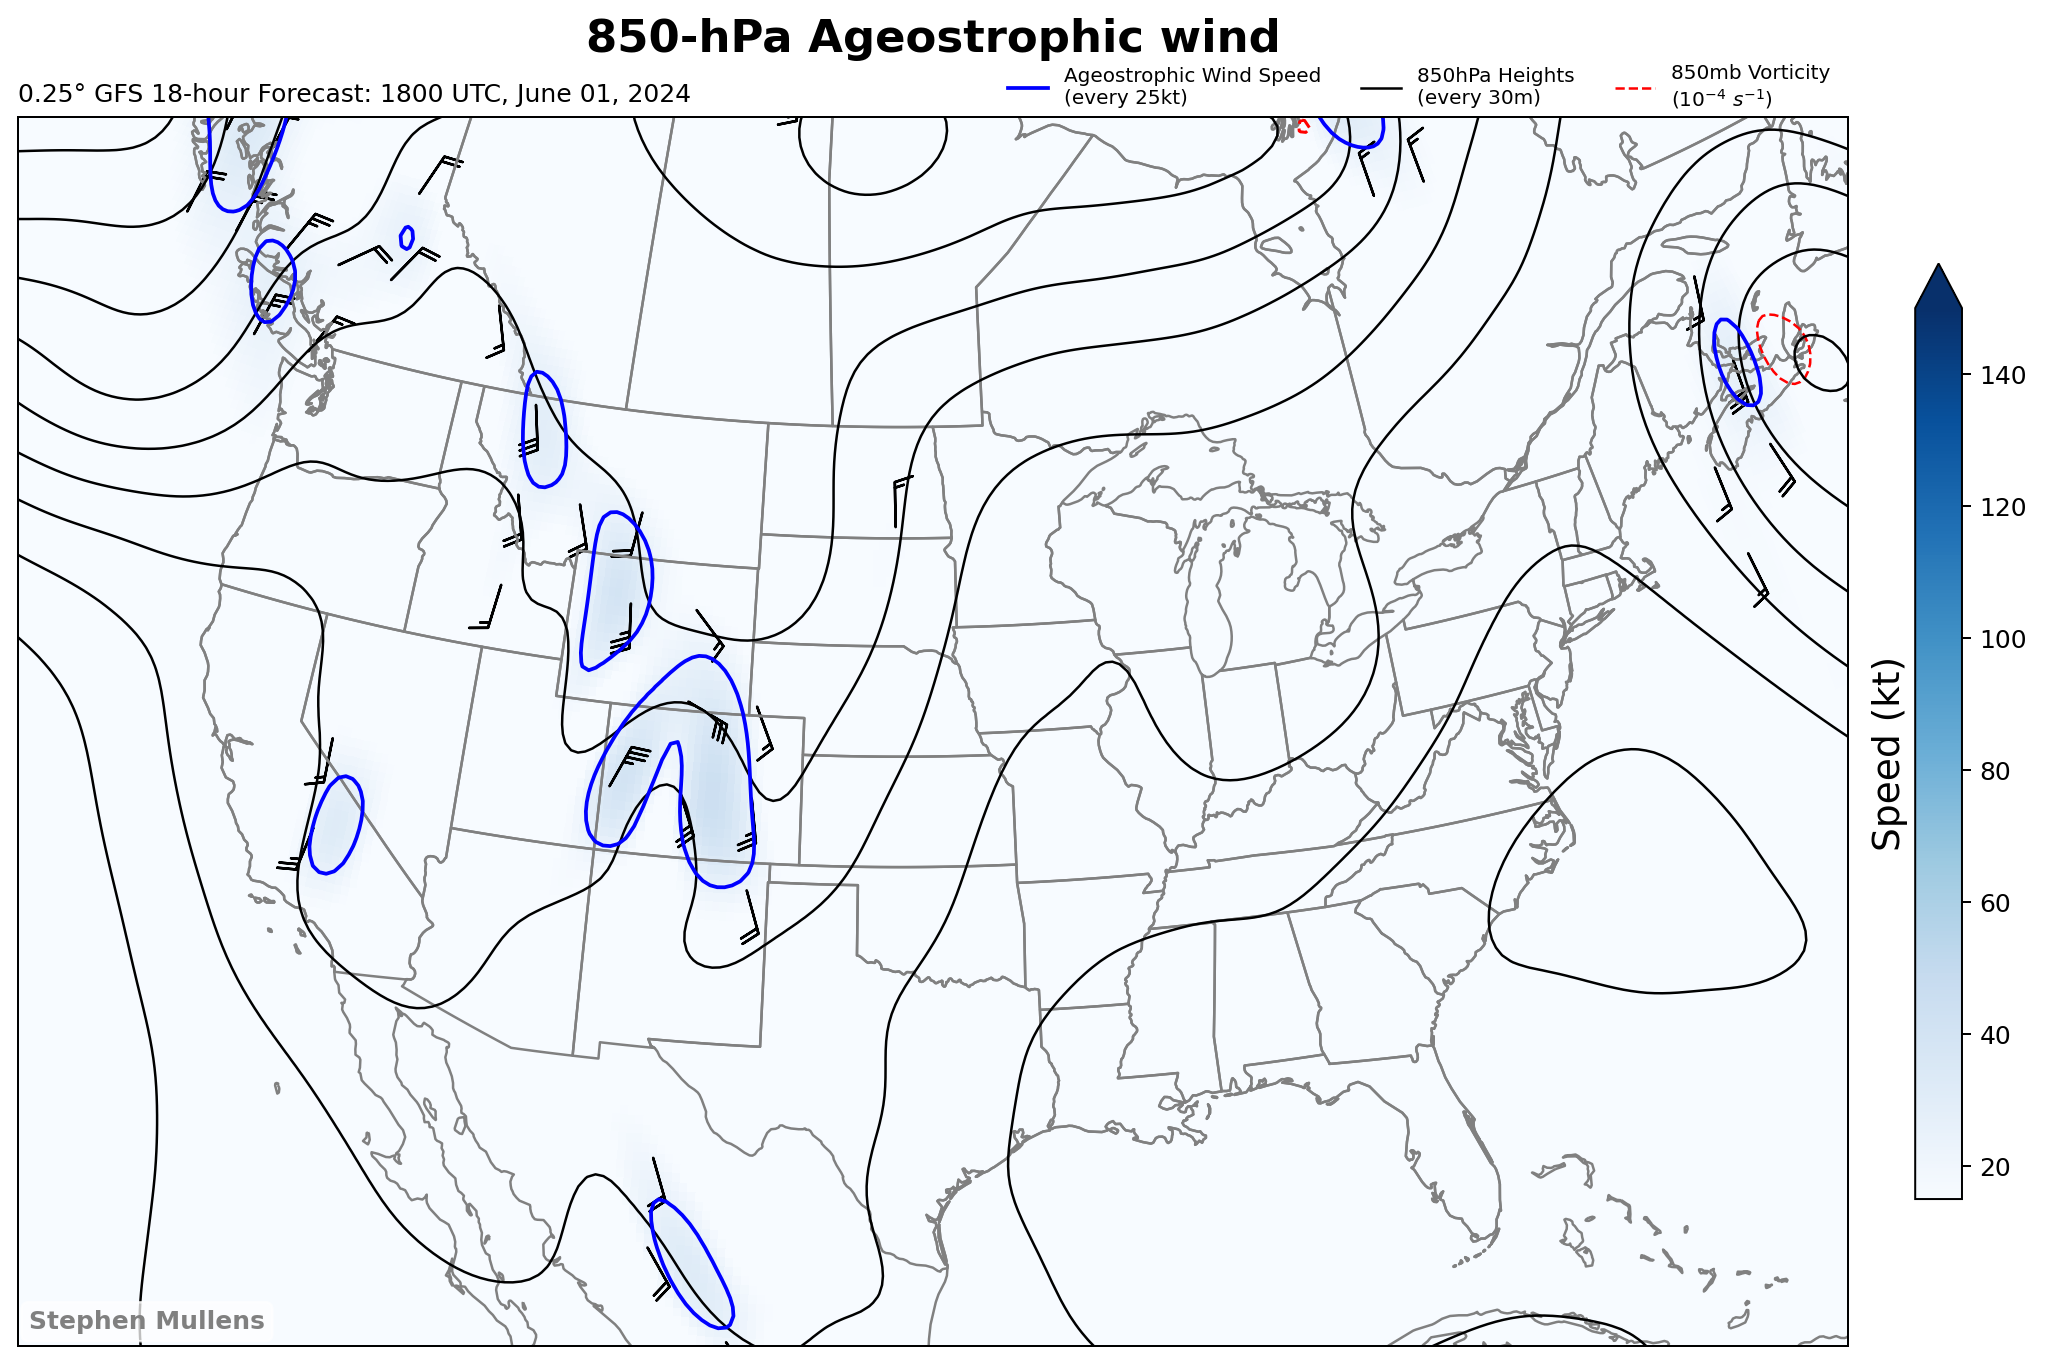 850-hPa Ageostrophic wind
0.25° GFS 18-hour Forecast: 1800 UTC, June 01, 2024
Ageostrophic Wind Speed
(every 25kt)
850hPa Heights
(every 30m)
850mb Vorticity
(10⁻⁴ s⁻¹)
140
120
100
80
60
40
20
Speed (kt)
Stephen Mullens